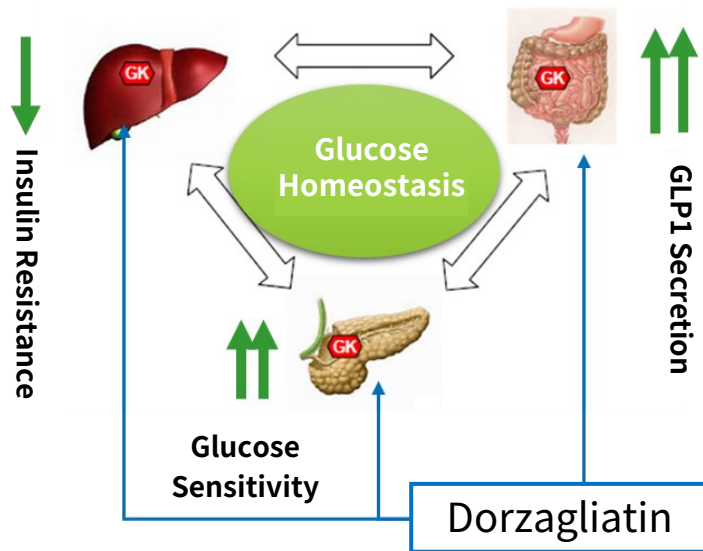 GK
GK
Glucose
Homeostasis
Insulin Resistance
GLP1 Secretion
GK
Glucose
Sensitivity
Dorzagliatin